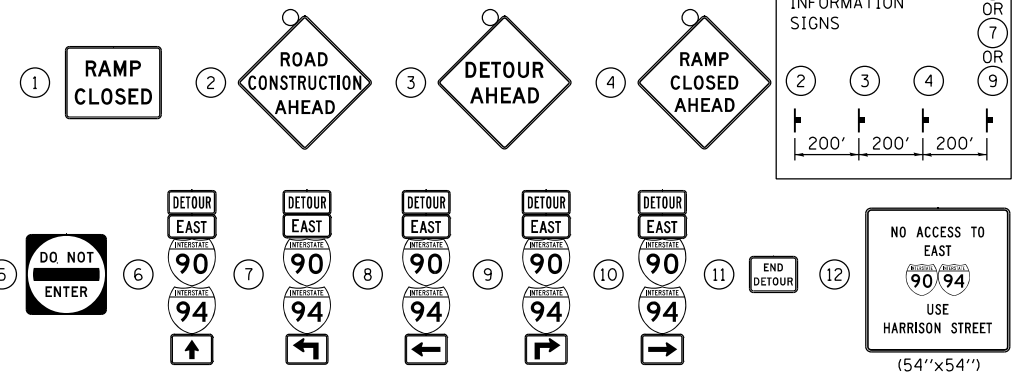 1
RAMP
CLOSED
2
ROAD
CONSTRUCTION
AHEAD
3
DETOUR
AHEAD
4
RAMP
CLOSED
AHEAD
INFORMATION
SIGNS
OR
7
OR
2
3
4
9
200'
200'
200'
5
DO NOT
ENTER
6
DETOUR
EAST
INTERSTATE
90
INTERSTATE
94
7
DETOUR
EAST
INTERSTATE
90
INTERSTATE
94
8
DETOUR
EAST
INTERSTATE
90
INTERSTATE
94
9
DETOUR
EAST
INTERSTATE
90
INTERSTATE
94
10
DETOUR
EAST
INTERSTATE
90
INTERSTATE
94
11
END
DETOUR
12
NO ACCESS TO
EAST
INTERSTATE INTERSTATE
90 94
USE
HARRISON STREET
(54''x54'')